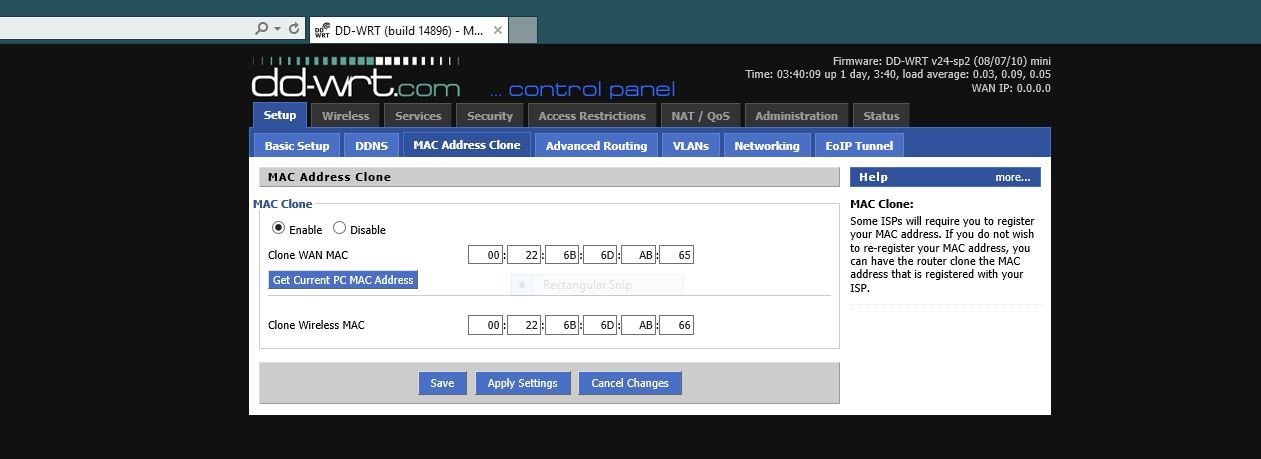 DD-WRT (build 14896) - M...
Firmware: DD-WRT v24-sp2 (08/07/10) mini
Time: 03:40:09 up 1 day, 3:40, load average: 0.03, 0.09, 0.05
WAN IP: 0.0.0.0
dd-wrt.com ... control panel
Setup Wireless Services Security Access Restrictions NAT / QoS Administration Status
Basic Setup DDNS MAC Address Clone Advanced Routing VLANs Networking EoIP Tunnel
MAC Address Clone
MAC Clone
Enable Disable
Clone WAN MAC 00 : 22 : 6B : 6D : AB : 65
Get Current PC MAC Address
Rectangular Snip
Clone Wireless MAC 00 : 22 : 6B : 6D : AB : 66
Save Apply Settings Cancel Changes
Help more...
MAC Clone:
Some ISPs will require you to register
your MAC address. If you do not wish
to re-register your MAC address, you
can have the router clone the MAC
address that is registered with your
ISP.